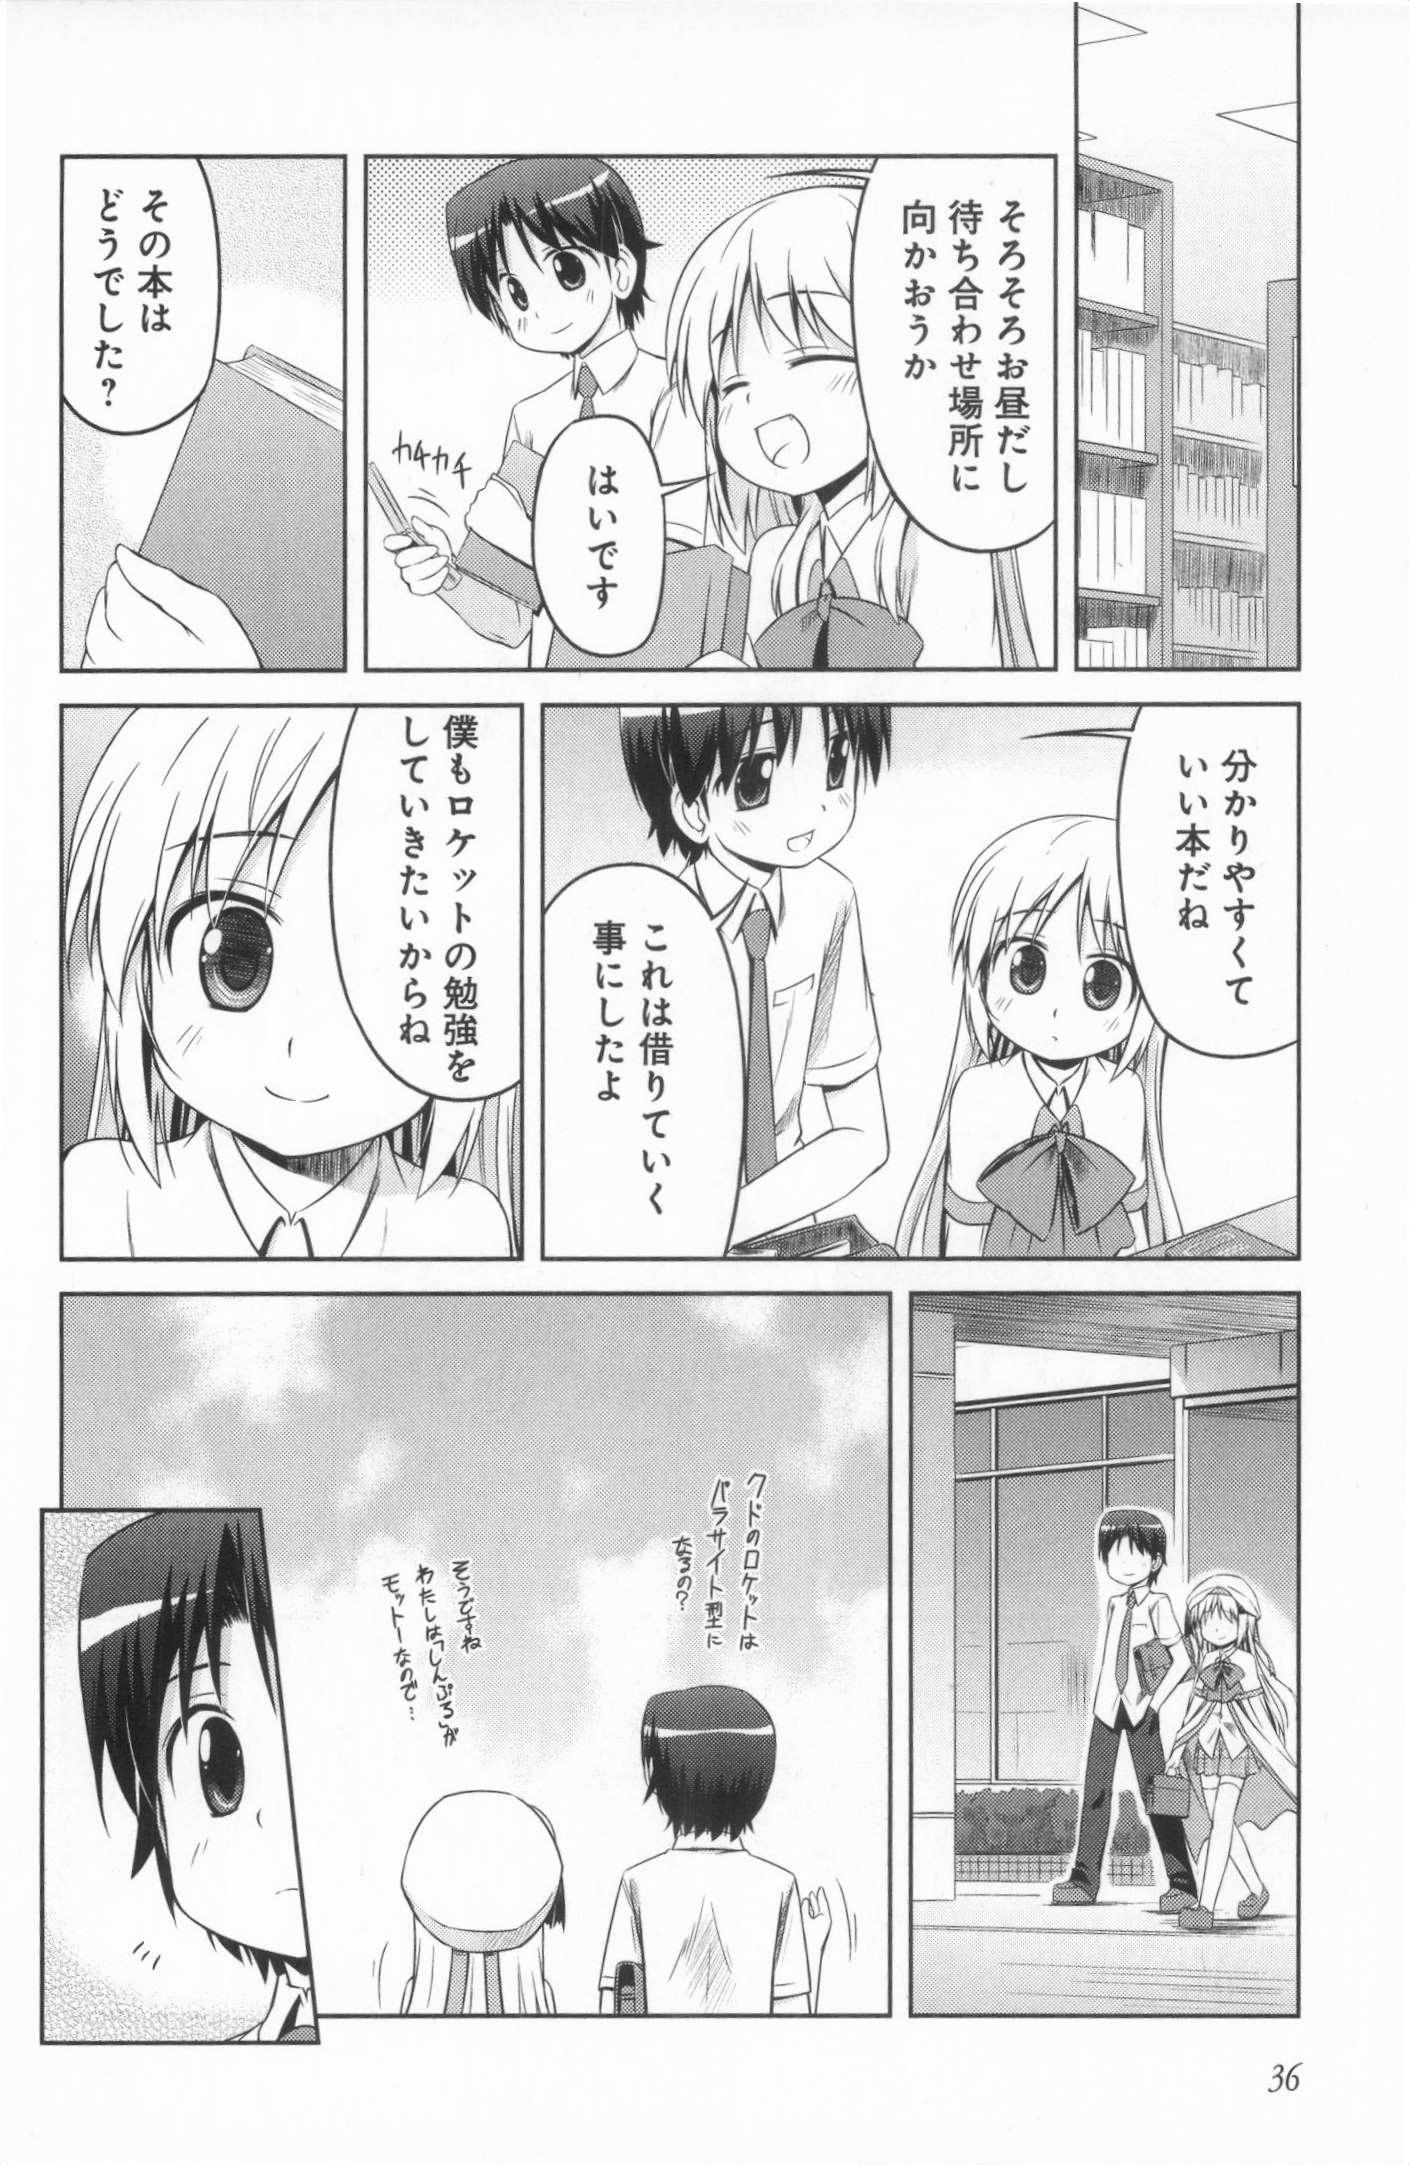 そろそろお昼だし
待ち合わせ場所に
向かおうか
はいです
カチカチ
その本は
どうでした？
分かりやすくて
いい本だね
これは借りていく
事にしたよ
僕もロケットの勉強を
していきたいからね
クドのロケットは
パラサイト型に
なるの？
そうですね
わたしは「しんぷる」が
モットーなので…
36